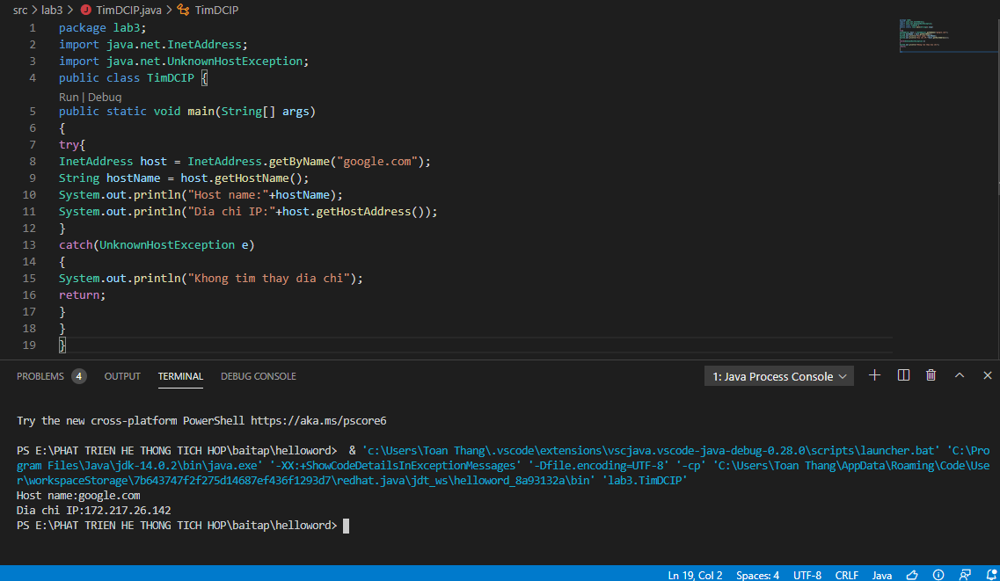 src > lab3 > J TimDCIP.java > TimDCIP
1 package lab3;
2 import java.net.InetAddress;
3 import java.net.UnknownHostException;
4 public class TimDCIP {
Run | Debug
5 public static void main(String[] args)
6 {
7 try{
8 InetAddress host = InetAddress.getByName("google.com");
9 String hostName = host.getHostName();
10 System.out.println("Host name:"+hostName);
11 System.out.println("Dia chi IP:"+host.getHostAddress());
12 }
13 catch(UnknownHostException e)
14 {
15 System.out.println("Khong tim thay dia chi");
16 return;
17 }
18 }
19 }
PROBLEMS 4 OUTPUT TERMINAL DEBUG CONSOLE 1: Java Process Console
Try the new cross-platform PowerShell https://aka.ms/pscore6
PS E:\PHAT TRIEN HE THONG TICH HOP\baitap\helloword>  & 'c:\Users\Toan Thang\.vscode\extensions\vscjava.vscode-java-debug-0.28.0\scripts\launcher.bat' 'C:\Pro
gram Files\Java\jdk-14.0.2\bin\java.exe' '-XX:+ShowCodeDetailsInExceptionMessages' '-Dfile.encoding=UTF-8' '-cp' 'C:\Users\Toan Thang\AppData\Roaming\Code\Use
r\workspaceStorage\7b643747f2f275d14687ef436f1293d7\redhat.java\jdt_ws\helloword_8a93132a\bin' 'lab3.TimDCIP'
Host name:google.com
Dia chi IP:172.217.26.142
PS E:\PHAT TRIEN HE THONG TICH HOP\baitap\helloword>
Ln 19, Col 2 Spaces: 4 UTF-8 CRLF Java